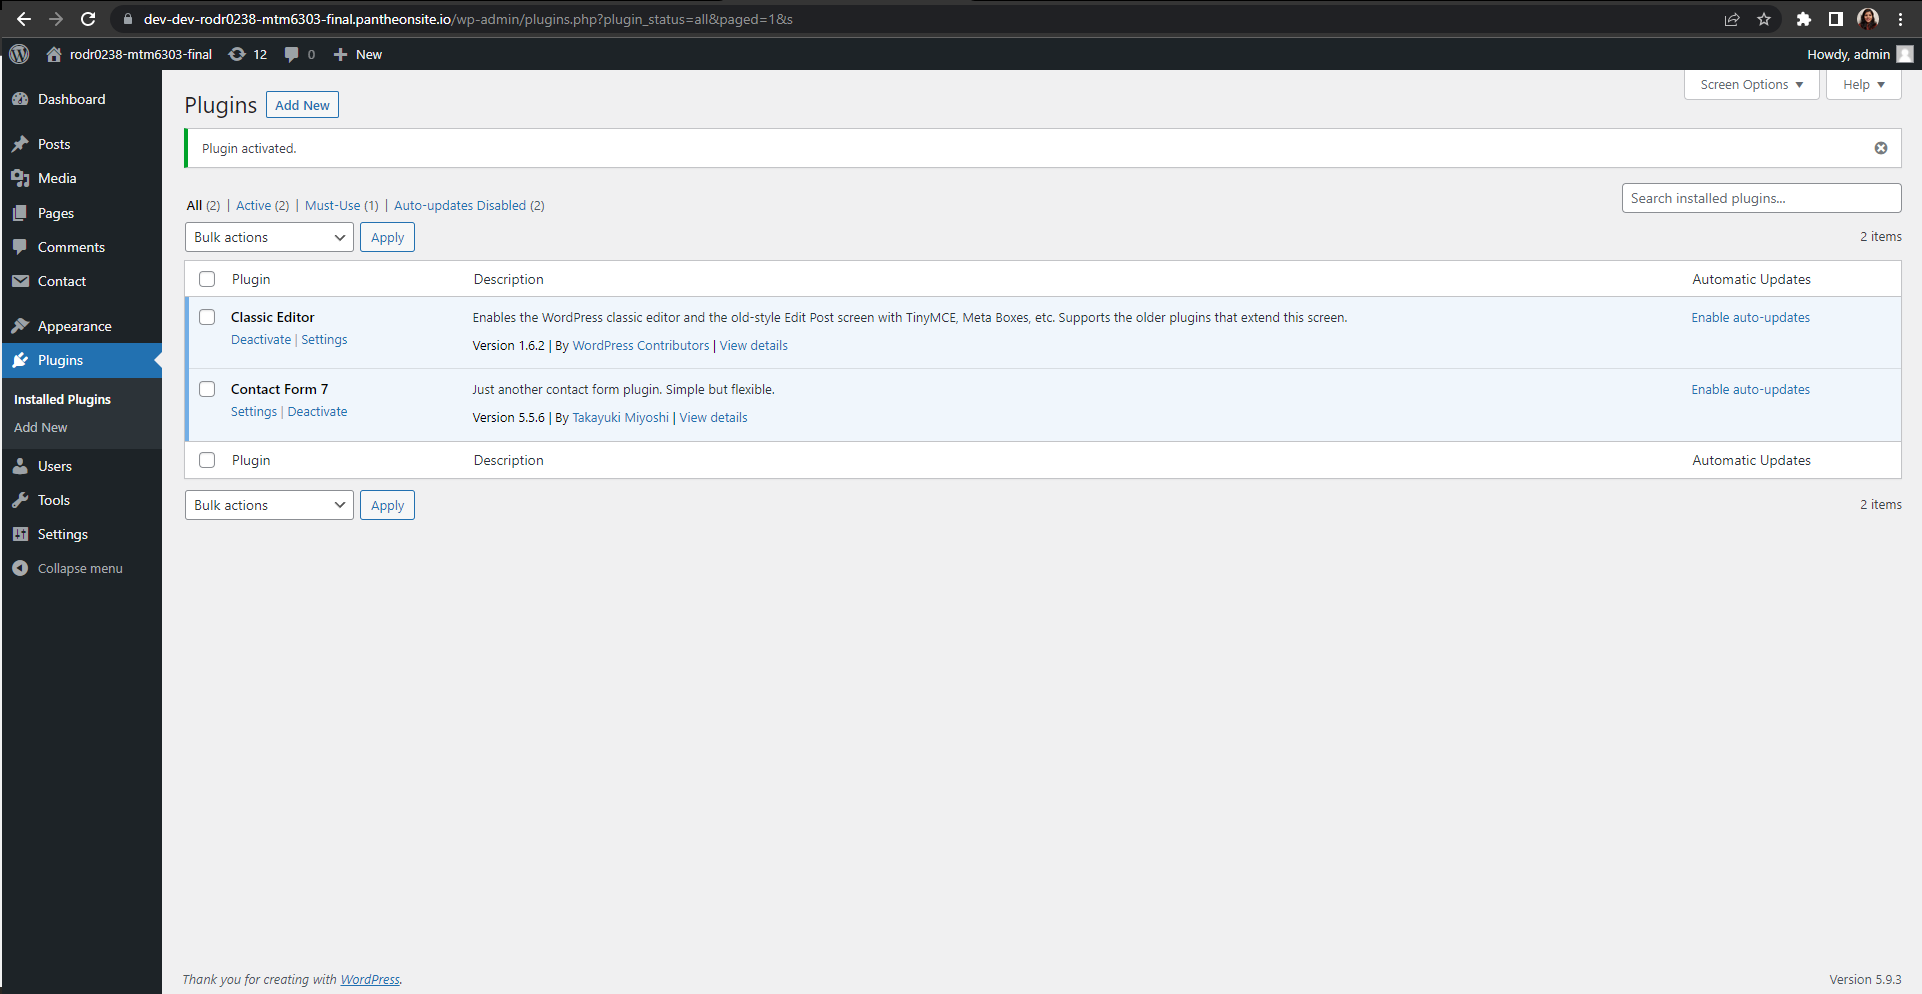 dev-dev-rodr0238-mtm6303-final.pantheonsite.io/wp-admin/plugins.php?plugin_status=all&paged=1&s
rodr0238-mtm6303-final 12 0 New Howdy, admin
Screen Options Help
Dashboard
Posts
Media
Pages
Comments
Contact
Appearance
Plugins
Installed Plugins
Add New
Users
Tools
Settings
Collapse menu
Plugins Add New
Plugin activated.
All (2) | Active (2) | Must-Use (1) | Auto-updates Disabled (2)
Search installed plugins...
Bulk actions Apply 2 items
Plugin Description Automatic Updates
Classic Editor Enables the WordPress classic editor and the old-style Edit Post screen with TinyMCE, Meta Boxes, etc. Supports the older plugins that extend this screen. Enable auto-updates
Deactivate | Settings
Version 1.6.2 | By WordPress Contributors | View details
Contact Form 7 Just another contact form plugin. Simple but flexible. Enable auto-updates
Settings | Deactivate
Version 5.5.6 | By Takayuki Miyoshi | View details
Plugin Description Automatic Updates
Bulk actions Apply 2 items
Thank you for creating with WordPress. Version 5.9.3